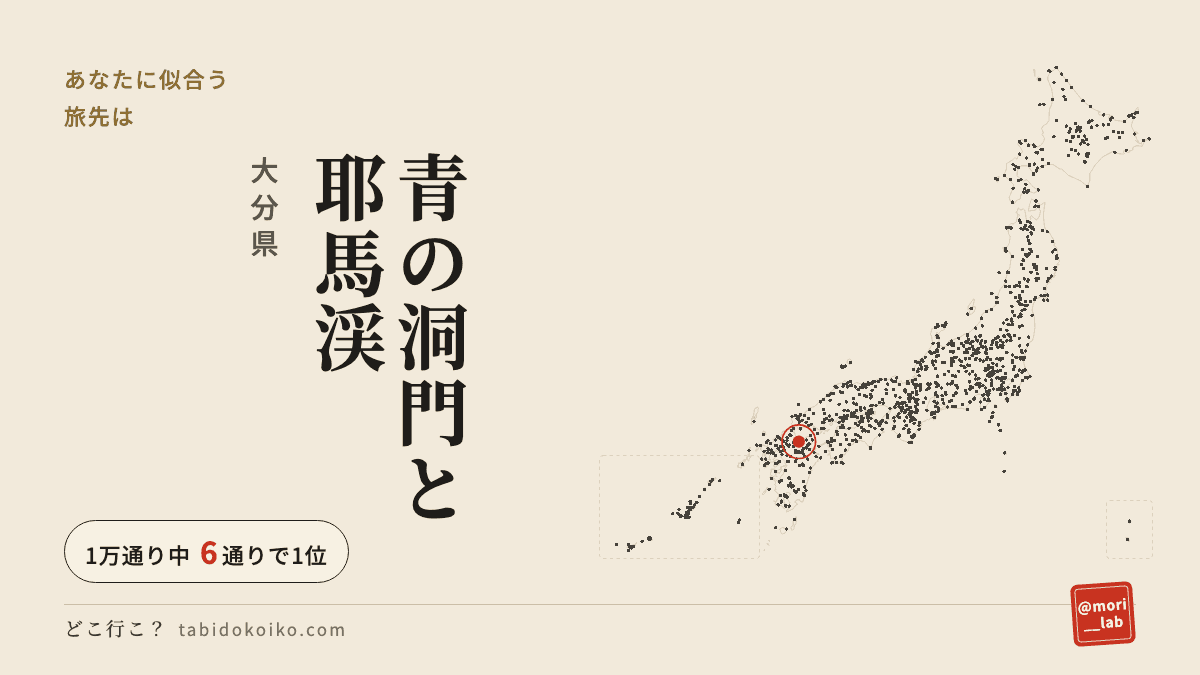 あなたに似合う
旅先は
青の洞門と
耶馬渓
大分県
1万通り中 6通りで1位
どこ行こ？ tabidokoiko.com
@mori
__lab